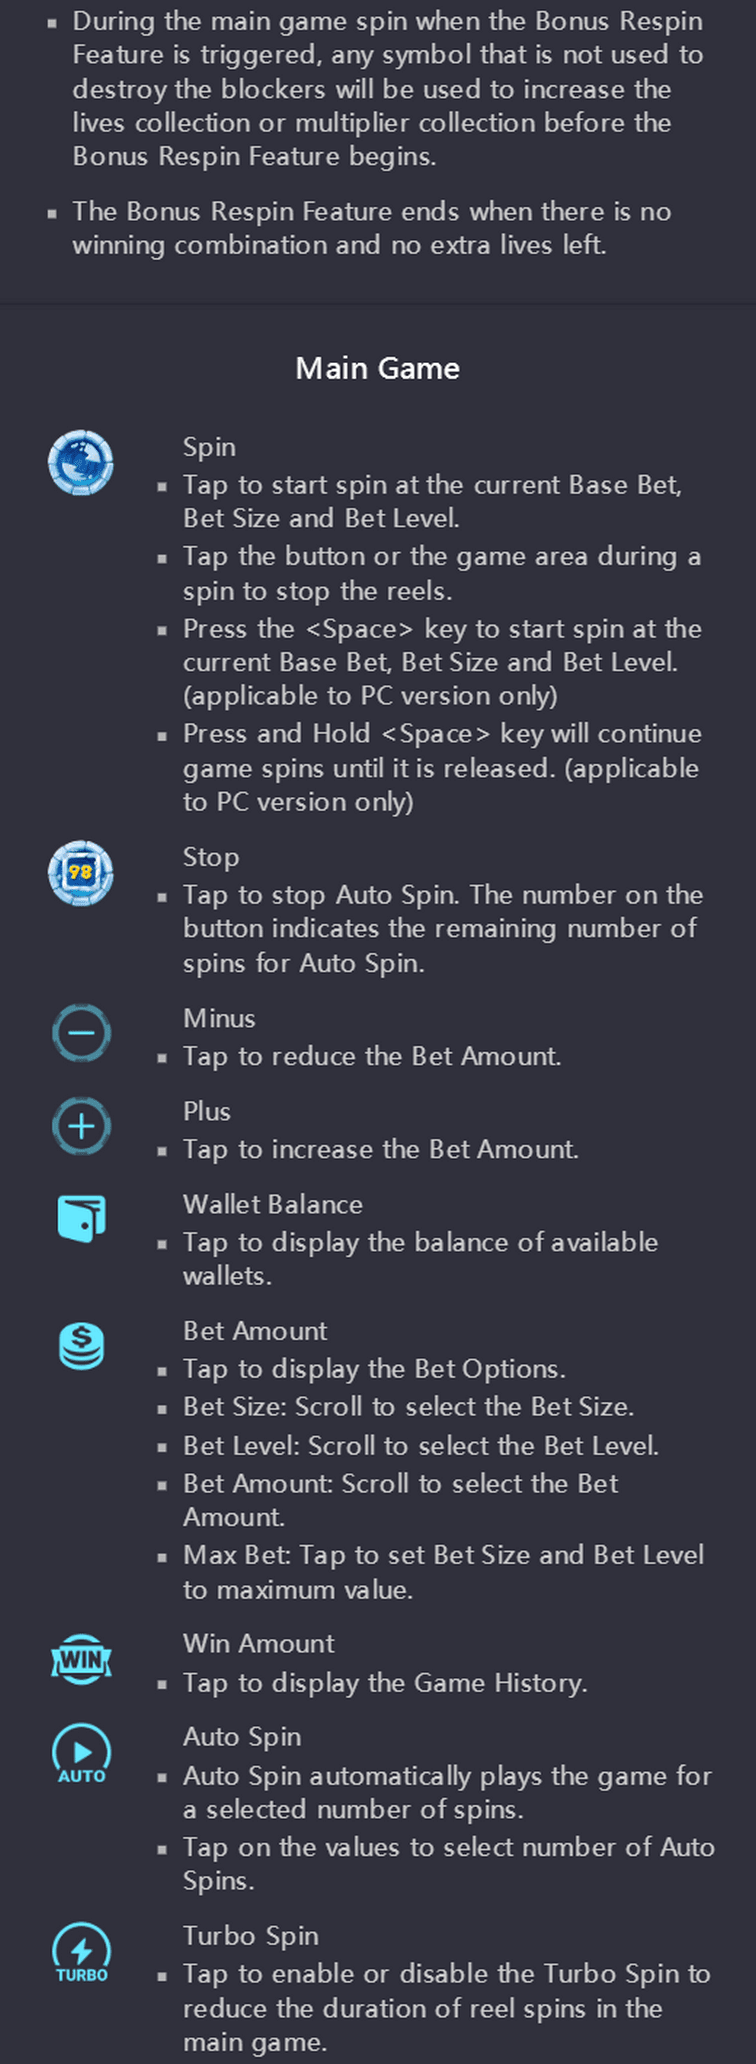 ▪ During the main game spin when the Bonus Respin
Feature is triggered, any symbol that is not used to
destroy the blockers will be used to increase the
lives collection or multiplier collection before the
Bonus Respin Feature begins.
▪ The Bonus Respin Feature ends when there is no
winning combination and no extra lives left.
Main Game
Spin
▪ Tap to start spin at the current Base Bet,
Bet Size and Bet Level.
▪ Tap the button or the game area during a
spin to stop the reels.
▪ Press the <Space> key to start spin at the
current Base Bet, Bet Size and Bet Level.
(applicable to PC version only)
▪ Press and Hold <Space> key will continue
game spins until it is released. (applicable
to PC version only)
98
Stop
▪ Tap to stop Auto Spin. The number on the
button indicates the remaining number of
spins for Auto Spin.
Minus
▪ Tap to reduce the Bet Amount.
Plus
▪ Tap to increase the Bet Amount.
Wallet Balance
▪ Tap to display the balance of available
wallets.
$
Bet Amount
▪ Tap to display the Bet Options.
▪ Bet Size: Scroll to select the Bet Size.
▪ Bet Level: Scroll to select the Bet Level.
▪ Bet Amount: Scroll to select the Bet
Amount.
▪ Max Bet: Tap to set Bet Size and Bet Level
to maximum value.
WIN
Win Amount
▪ Tap to display the Game History.
AUTO
Auto Spin
▪ Auto Spin automatically plays the game for
a selected number of spins.
▪ Tap on the values to select number of Auto
Spins.
TURBO
Turbo Spin
▪ Tap to enable or disable the Turbo Spin to
reduce the duration of reel spins in the
main game.